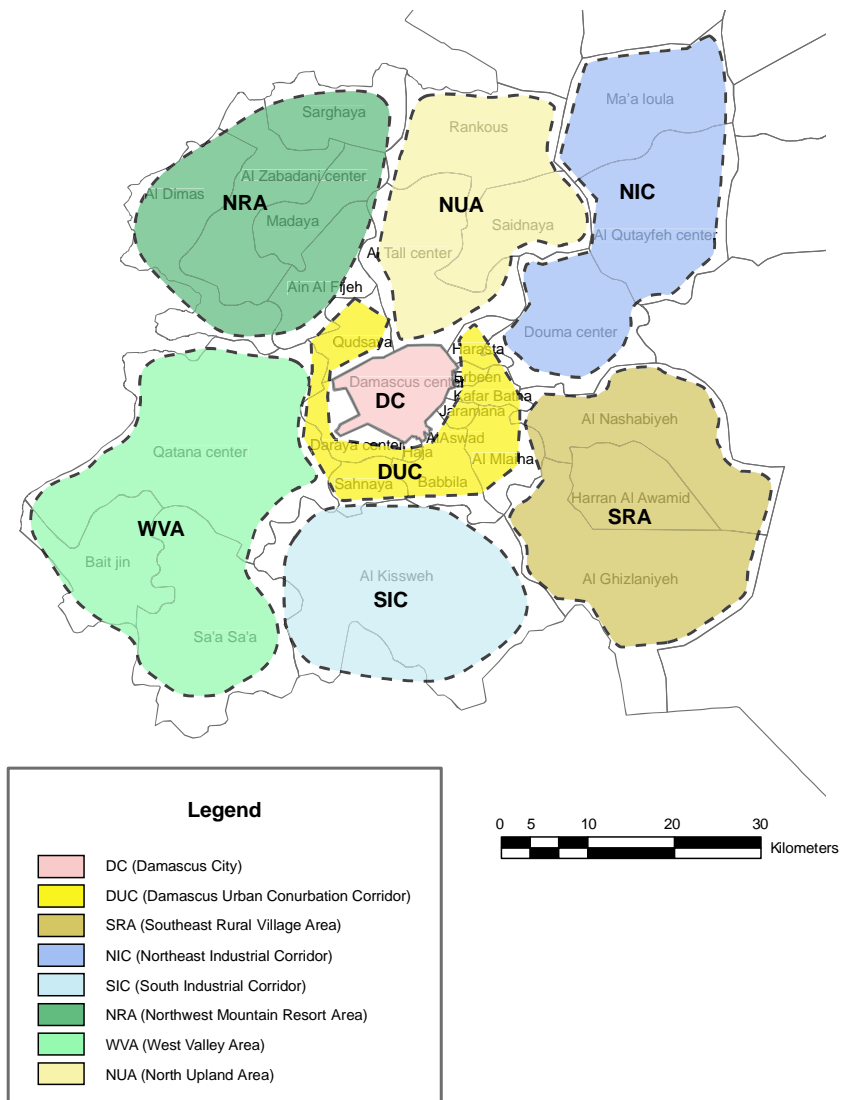 Ma'a loula
Sarghaya
Rankous
Al Zabadani center
Al Dimas
NRA
NUA
NIC
Madaya
Saidnaya
Al Qutayfeh center
Al Tall center
Ain Al Fijeh
Qudsaya
Harasta
Douma center
Damascus center
Erbeen
DC
Kafar Batna
Jaramana
Al Nashabiyeh
Daraya center
Haja
AlAswad
Qatana center
DUC
Al Mlaha
Sahnaya
Babbila
Harran Al Awamid
SRA
WVA
Bait jin
Al Kissweh
Al Ghizlaniyeh
SIC
Sa'a Sa'a
Legend
DC (Damascus City)
DUC (Damascus Urban Conurbation Corridor)
SRA (Southeast Rural Village Area)
NIC (Northeast Industrial Corridor)
SIC (South Industrial Corridor)
NRA (Northwest Mountain Resort Area)
WVA (West Valley Area)
NUA (North Upland Area)
0 5 10 20 30
Kilometers